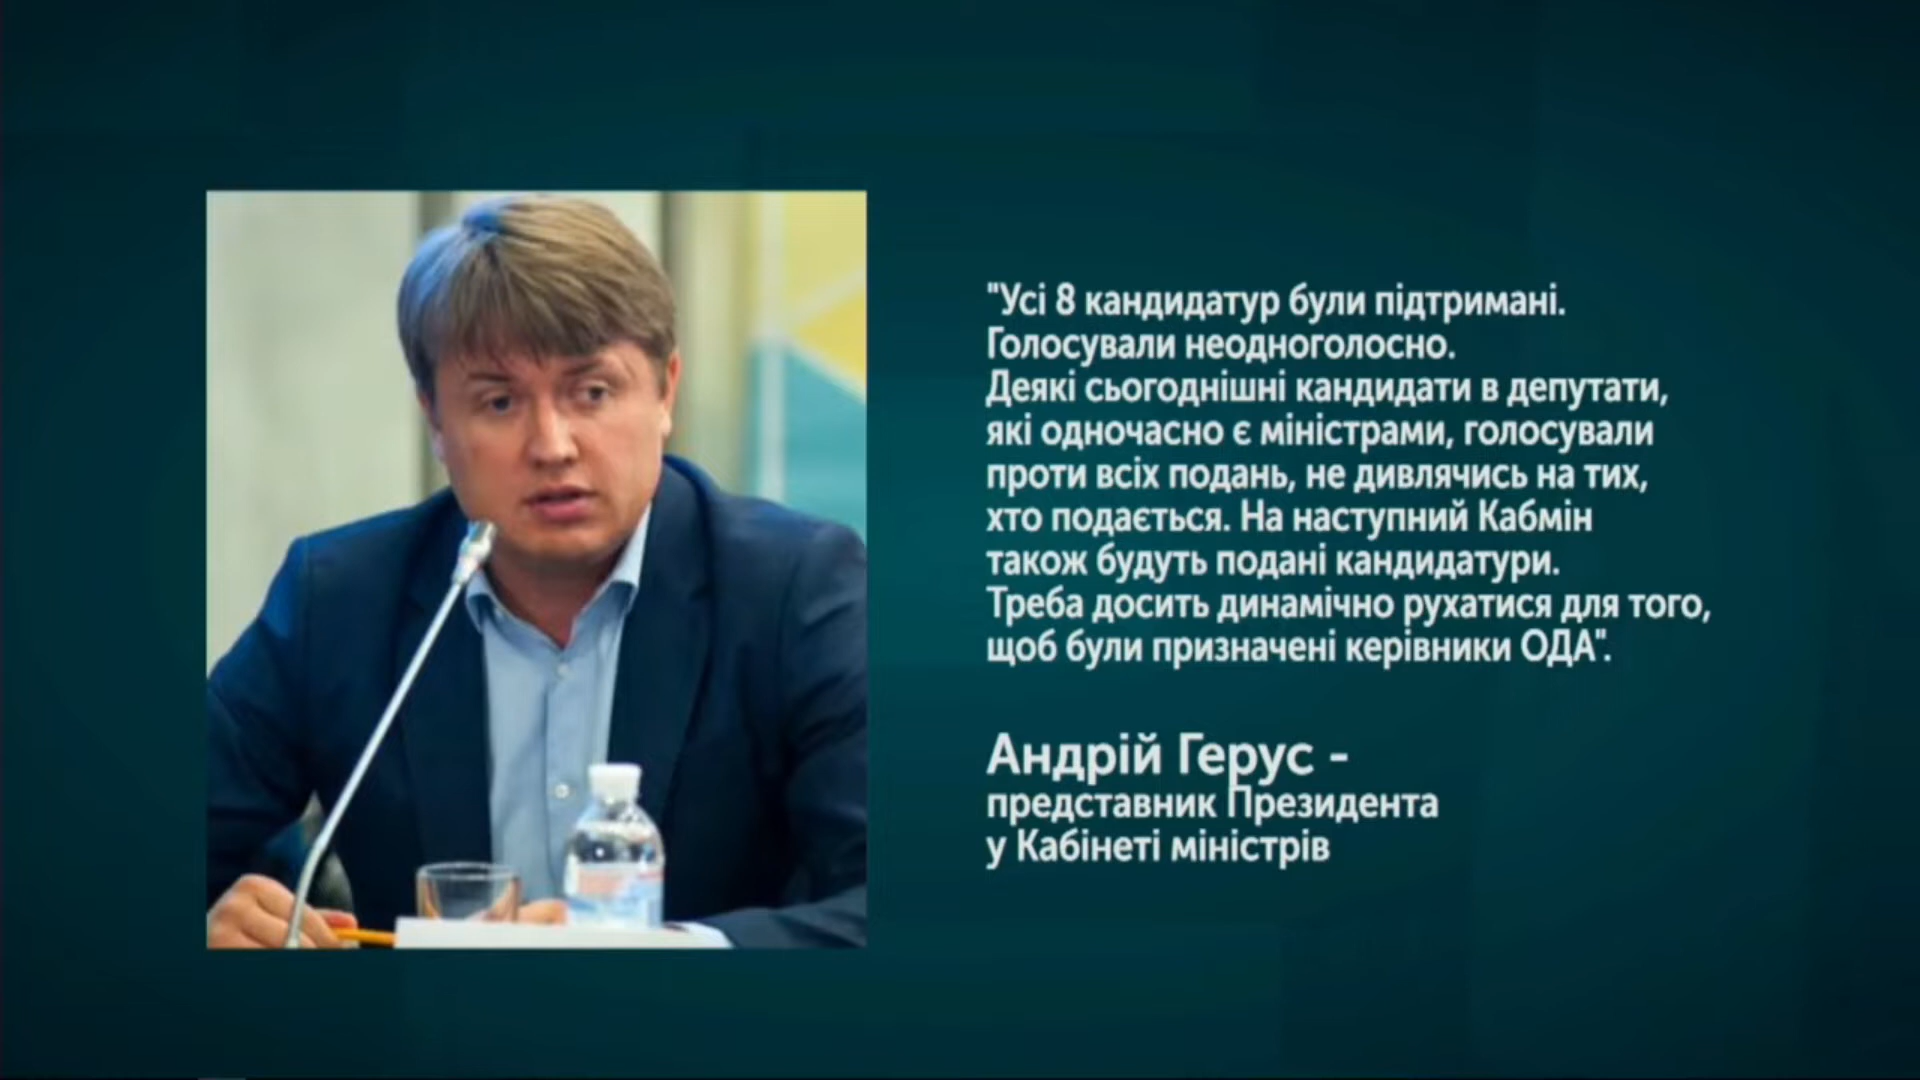 "Усі 8 кандидатур були підтримані.
Голосували неодноголосно.
Деякі сьогоднішні кандидати в депутати,
які одночасно є міністрами, голосували
проти всіх подань, не дивлячись на тих,
хто подається. На наступний Кабмін
також будуть подані кандидатури.
Треба досить динамічно рухатися для того,
щоб були призначені керівники ОДА".
Андрій Герус -
представник Президента
у Кабінеті міністрів